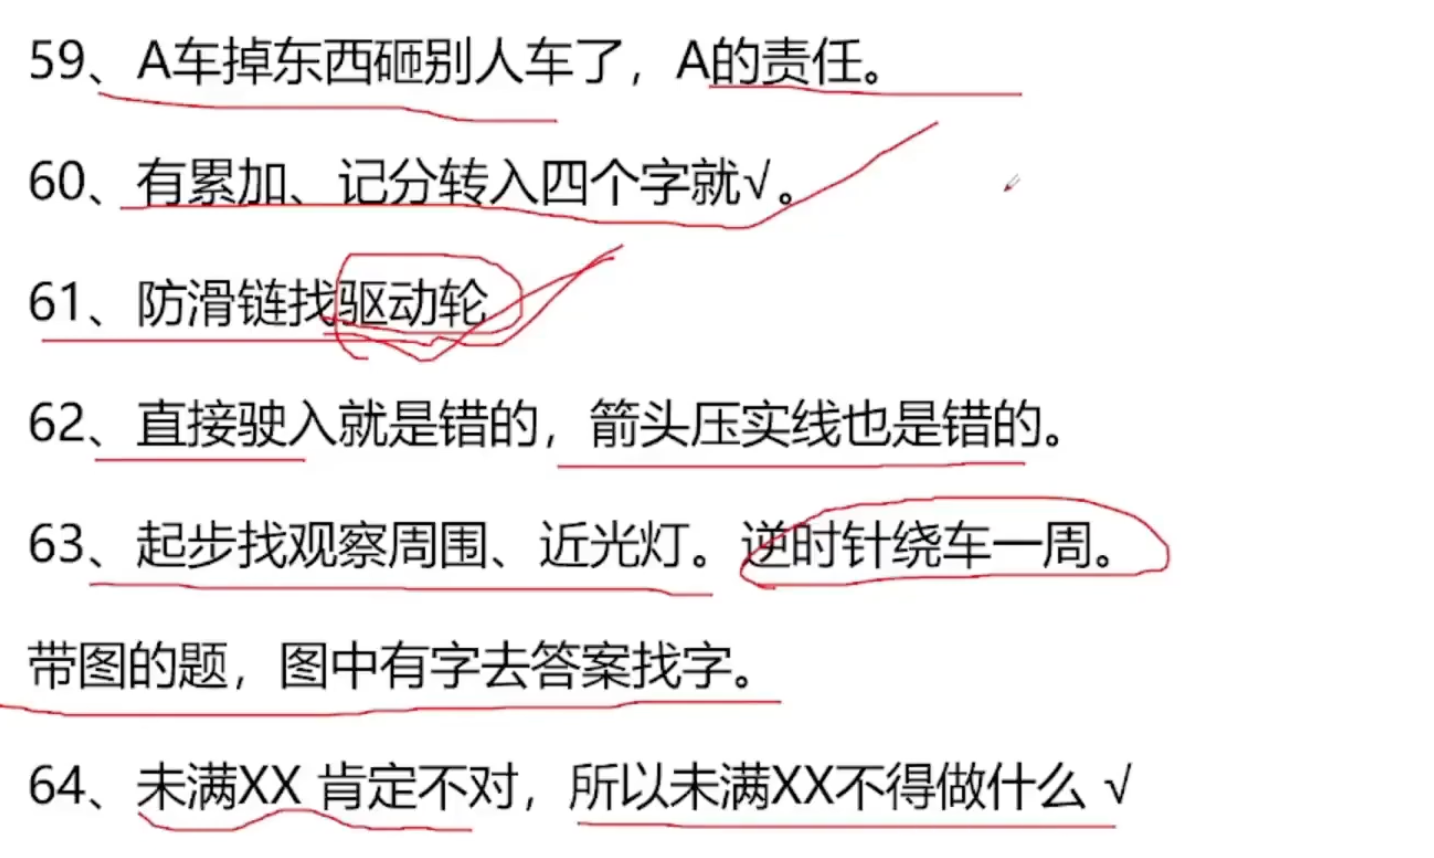 59、A车掉东西砸别人车了，A的责任。
60、有累加、记分转入四个字就√。
61、防滑链找驱动轮
62、直接驶入就是错的，箭头压实线也是错的。
63、起步找观察周围、近光灯。逆时针绕车一周。
带图的题，图中有字去答案找字。
64、未满XX 肯定不对，所以未满XX不得做什么 √